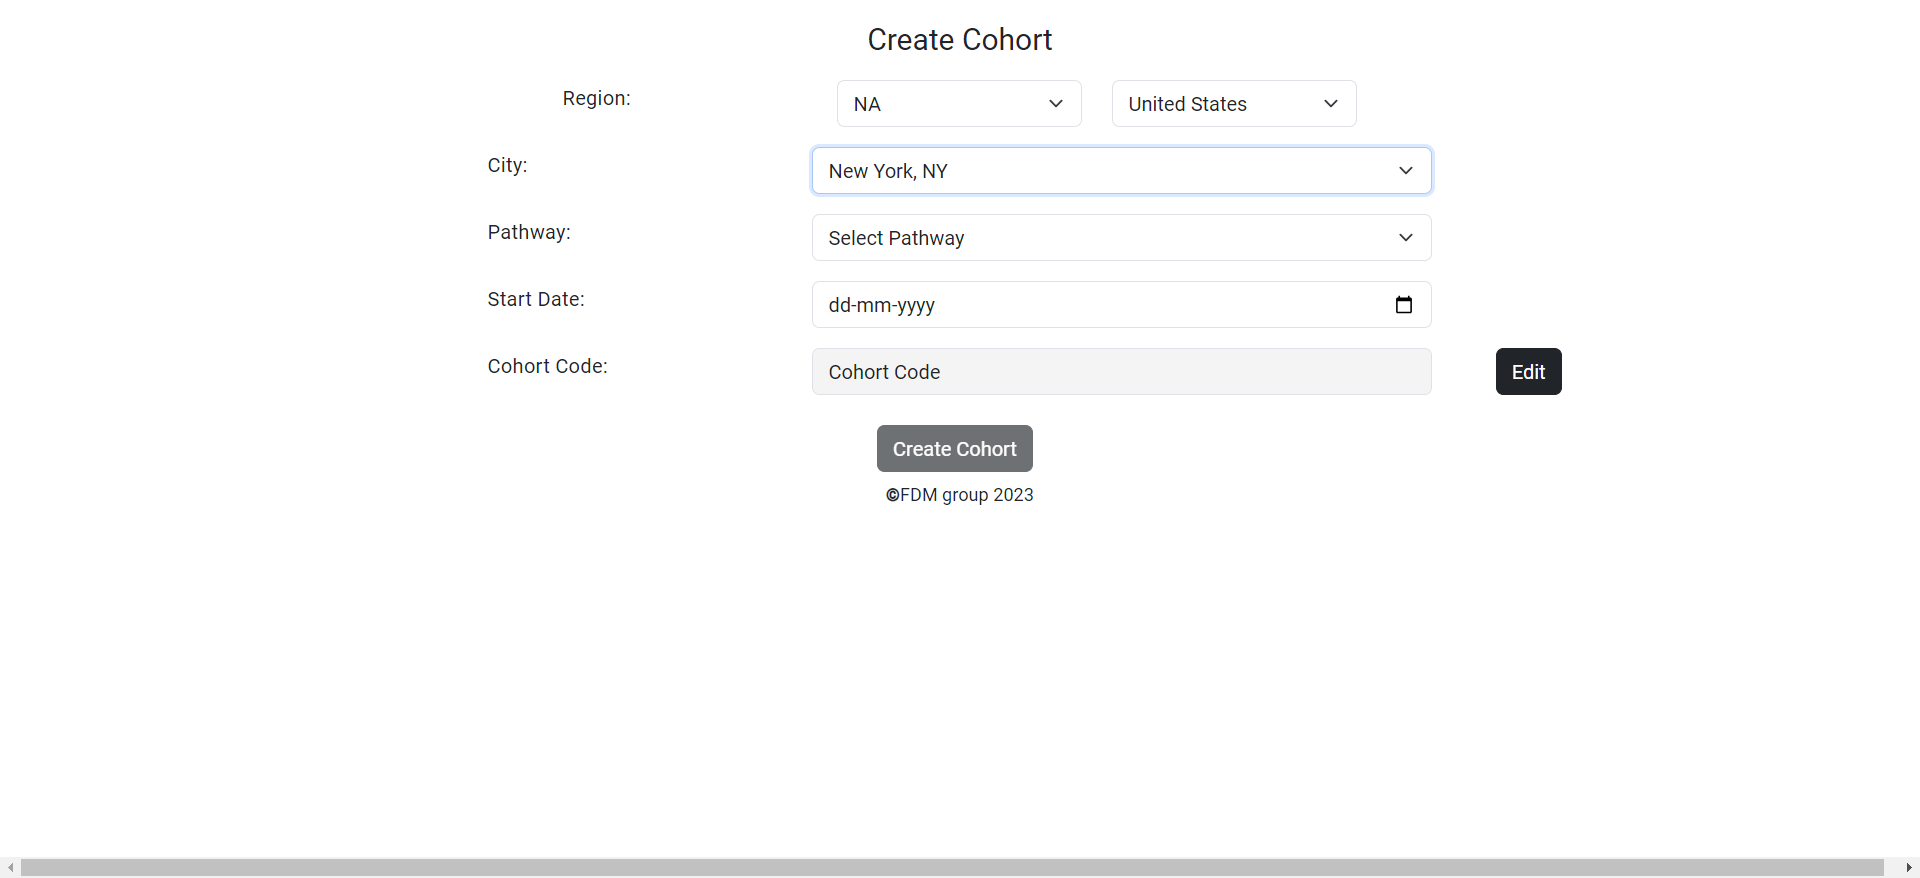 Create Cohort
Region: NA United States
City: New York, NY
Pathway: Select Pathway
Start Date: dd-mm-yyyy
Cohort Code: Cohort Code Edit
Create Cohort
©FDM group 2023